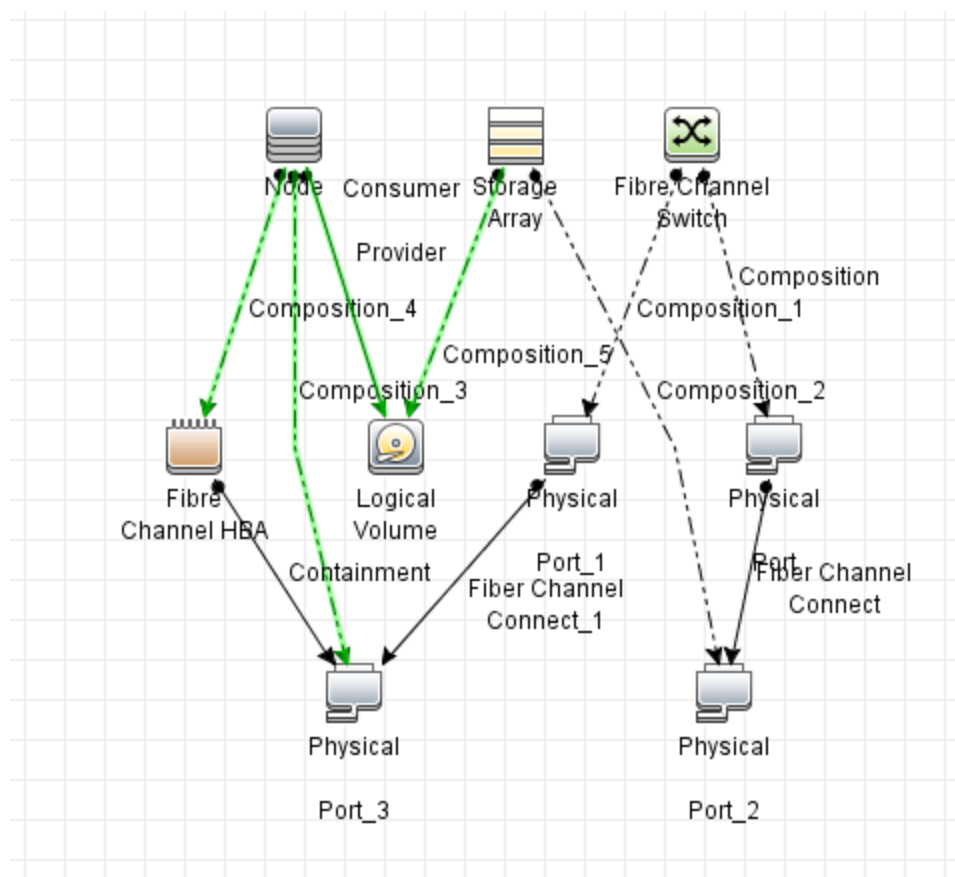 Node
Consumer
Storage
Array
Fibre Channel
Switch
Provider
Composition
Composition_4
Composition_1
Composition_5
Composition_3
Composition_2
Fibre
Channel HBA
Logical
Volume
Physical
Port_1
Physical
Port
Containment
Fiber Channel
Connect_1
Fiber Channel
Connect
Physical
Port_3
Physical
Port_2